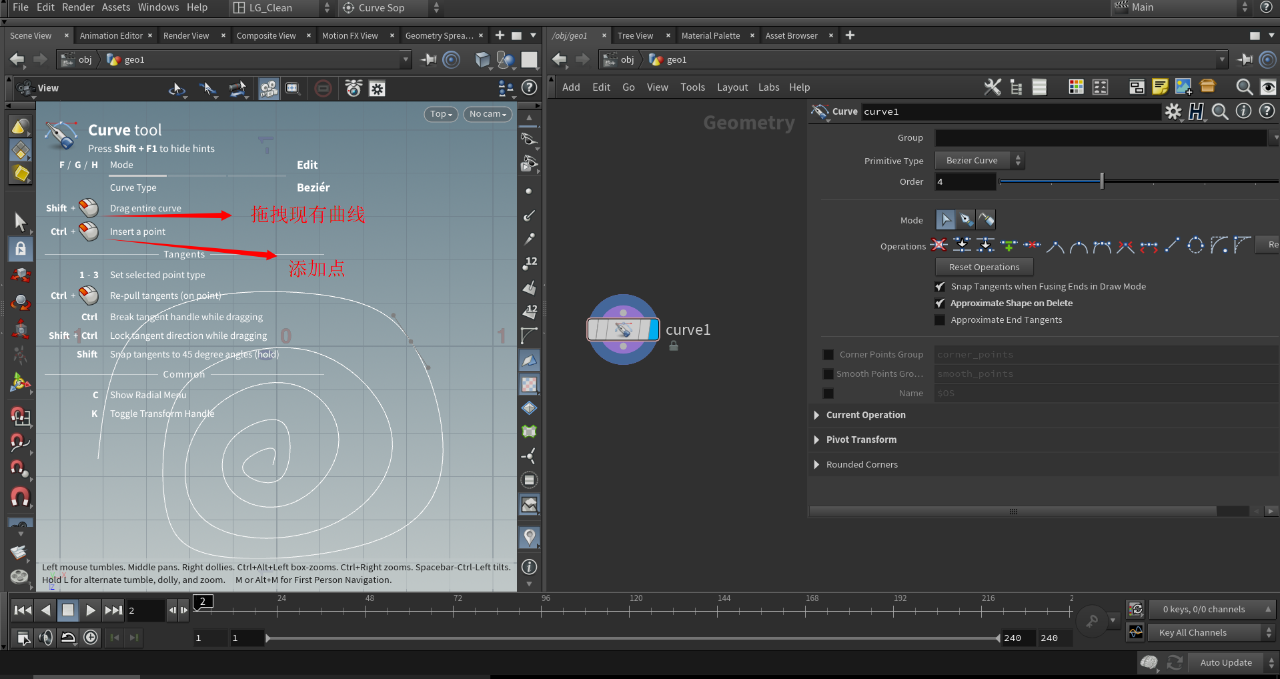 File Edit Render Assets Windows Help LG_Clean Curve Sop Main
Scene View Animation Editor Render View Composite View Motion FX View Geometry Sprea... /obj/geo1 Tree View Material Palette Asset Browser
obj geo1 obj geo1
View Add Edit Go View Tools Layout Labs Help
Top No cam Geometry
Curve curve1
Curve tool
Press Shift + F1 to hide hints
F / G / H Mode Edit
Curve Type Beziér
Shift + Drag entire curve 拖拽现有曲线
Ctrl + Insert a point
添加点
Tangents
1 - 3 Set selected point type
Ctrl + Re-pull tangents (on point)
Ctrl Break tangent handle while dragging
Shift + Ctrl Lock tangent direction while dragging
Shift Snap tangents to 45 degree angles (hold)
Common
C Show Radial Menu
K Toggle Transform Handle
1 0 1
12
12
Left mouse tumbles. Middle pans. Right dollies. Ctrl+Alt+Left box-zooms. Ctrl+Right zooms. Spacebar-Ctrl-Left tilts.
Hold L for alternate tumble, dolly, and zoom. M or Alt+M for First Person Navigation.
curve1
Group
Primitive Type Bezier Curve
Order 4
Mode
Operations Re
Reset Operations
Snap Tangents when Fusing Ends in Draw Mode
Approximate Shape on Delete
Approximate End Tangents
Corner Points Group corner_points
Smooth Points Gro... smooth_points
Name SOS
Current Operation
Pivot Transform
Rounded Corners
2 2 24 48 72 96 120 144 168 192 216 2
0 keys, 0/0 channels
1 1 240 240 Key All Channels
Auto Update